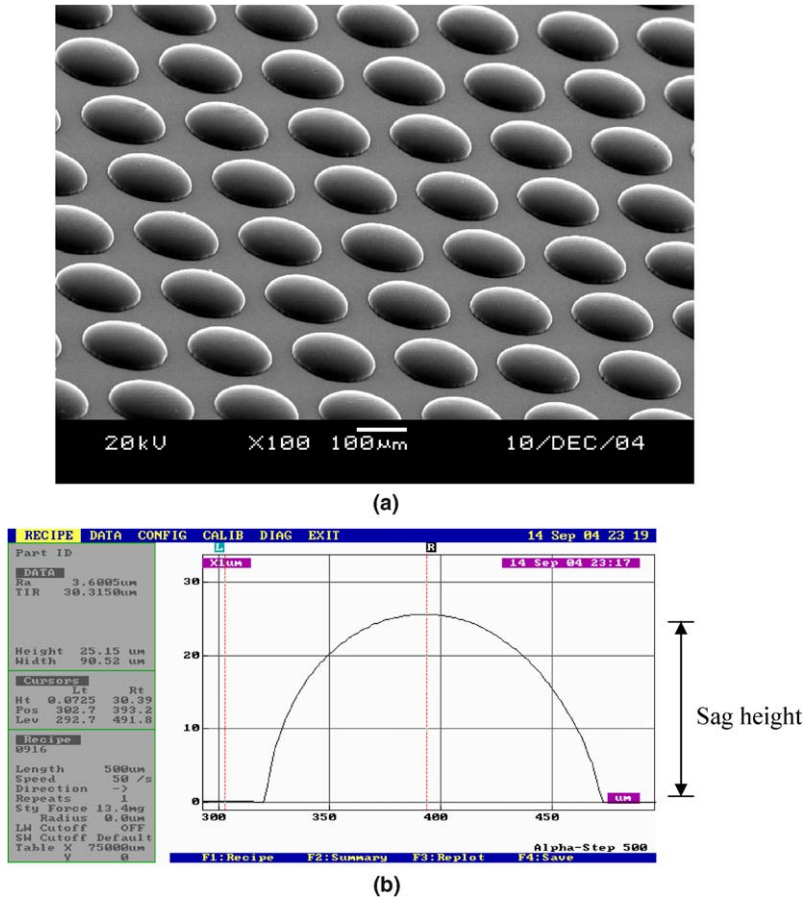 20kV X100 100µm 10/DEC/04
(a)
RECIPE DATA CONFIG CALIB DIAG EXIT 14 Sep 04 23 19
Part ID
DATA
Ra 3.6005um
TIR 30.3150um
Height 25.15 um
Width 90.52 um
Cursors
Lt Rt
Ht 0.0725 30.39
Pos 302.7 393.2
Lev 292.7 491.8
Recipe
0916
Length 500um
Speed 50 /s
Direction ->
Repeats 1
Sty Force 13.4mg
Radius 0.0um
LW Cutoff OFF
SW Cutoff Default
Table X 75000um
Y 0
L R
X1um 14 Sep 04 23:17
30
20
10
0
um
300 350 400 450
Sag height
Alpha-Step 500
F1:Recipe F2:Summary F3:Replot F4:Save
(b)